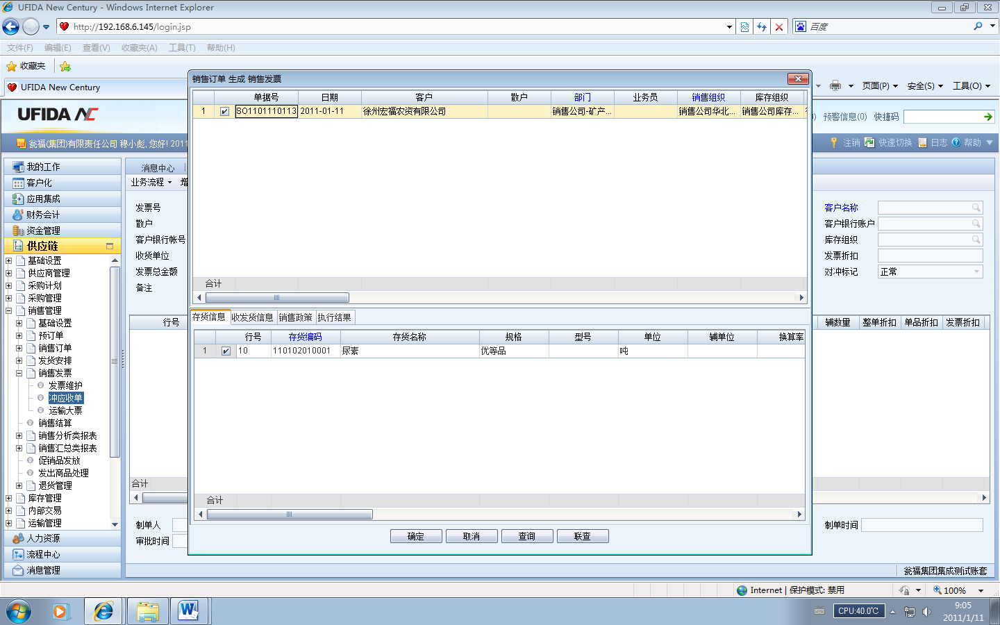 UFIDA New Century - Windows Internet Explorer
http://192.168.6.145/login.jsp
百度
文件(F) 编辑(E) 查看(V) 收藏夹(A) 工具(T) 帮助(H)
收藏夹
UFIDA New Century
页面(P) 安全(S) 工具(O)
UFIDA NC
预警信息(0) 快捷码
瓮福(集团)有限责任公司 穆小彪, 您好! 2011
注销 快速切换 日志 帮助
我的工作
客户化
应用集成
财务会计
资金管理
供应链
基础设置
供应商管理
采购计划
采购管理
销售管理
基础设置
预订单
销售订单
发货安排
销售发票
发票维护
冲应收单
运输大票
销售结算
销售分析类报表
销售汇总类报表
促销品发放
发出商品处理
退货管理
库存管理
内部交易
运输管理
人力资源
流程中心
消息管理
消息中心
业务流程 增
发票号
散户
客户银行帐号
收货单位
发票总金额
备注
行号
合计
制单人
审批时间
销售订单 生成 销售发票
单据号 日期 客户 散户 部门 业务员 销售组织 库存组织
1 SO1101110113 2011-01-11 徐州宏福农资有限公司 销售公司-矿产... 销售公司华北... 销售公司库存...
合计
存货信息 收发货信息 销售政策 执行结果
行号 存货编码 存货名称 规格 型号 单位 辅单位 换算率
1 10 110102010001 尿素 优等品 吨
合计
确定 取消 查询 联查
客户名称
客户银行账户
库存组织
发票折扣
对冲标记 正常
辅数量 整单折扣 单品折扣 发票折扣
制单时间
瓮福集团集成测试账套
Internet | 保护模式: 禁用
100%
CPU:40.0℃
9:05
2011/1/11